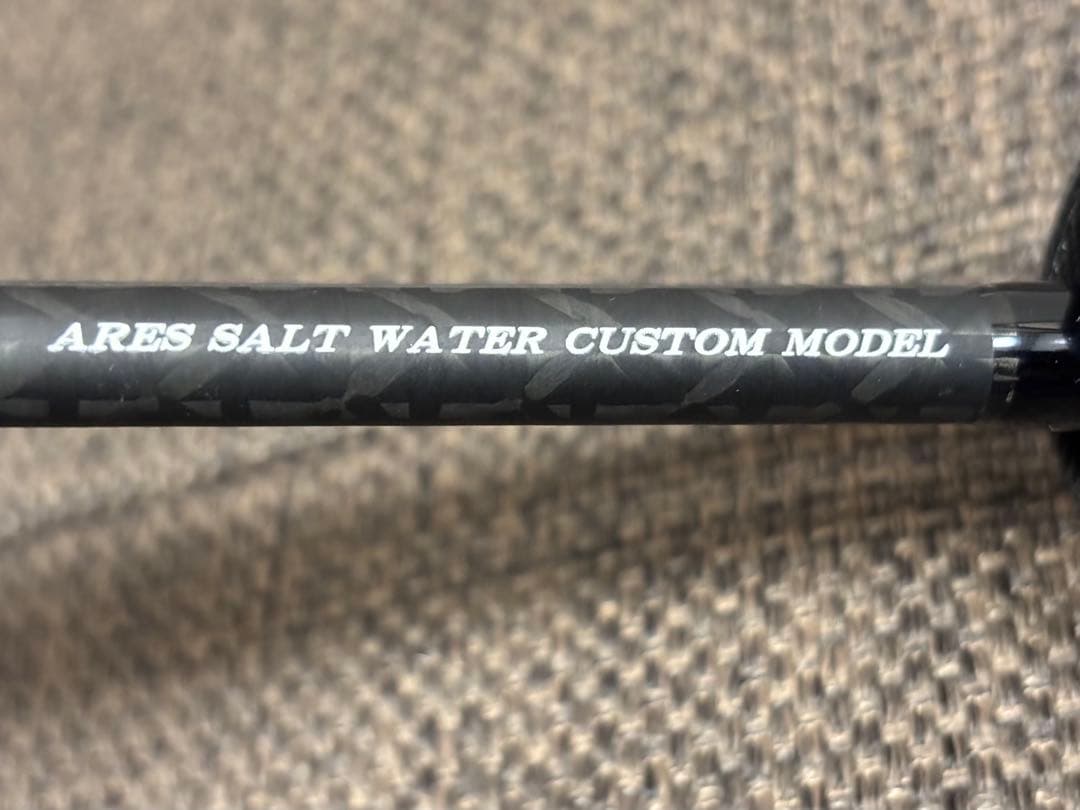 ARES SALT WATER CUSTOM MODEL